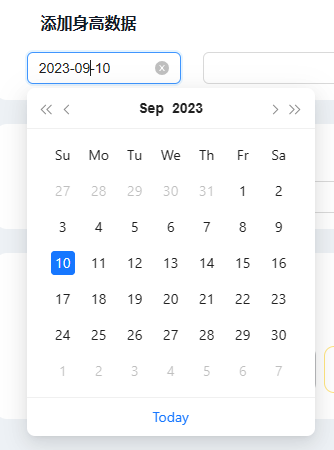 添加身高数据
2023-09-10
Sep 2023
Su Mo Tu We Th Fr Sa
27 28 29 30 31 1 2
3 4 5 6 7 8 9
10 11 12 13 14 15 16
17 18 19 20 21 22 23
24 25 26 27 28 29 30
1 2 3 4 5 6 7
Today